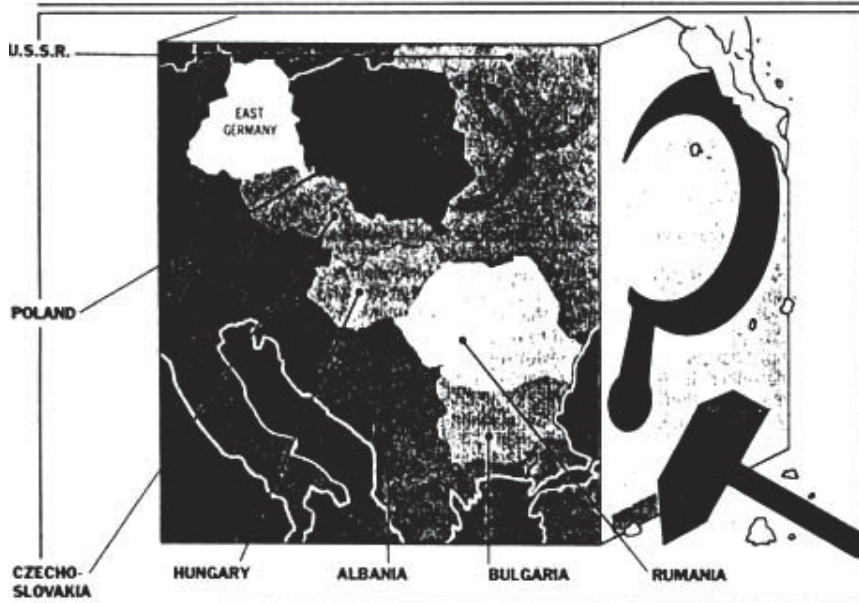 U.S.S.R.
EAST
GERMANY
POLAND
CZECHO-
SLOVAKIA
HUNGARY
ALBANIA
BULGARIA
RUMANIA